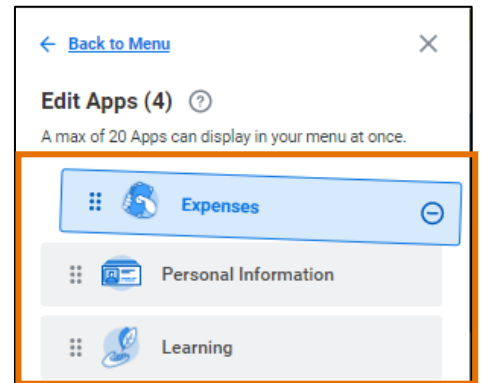 Back to Menu
Edit Apps (4)
A max of 20 Apps can display in your menu at once.
Expenses
Personal Information
Learning